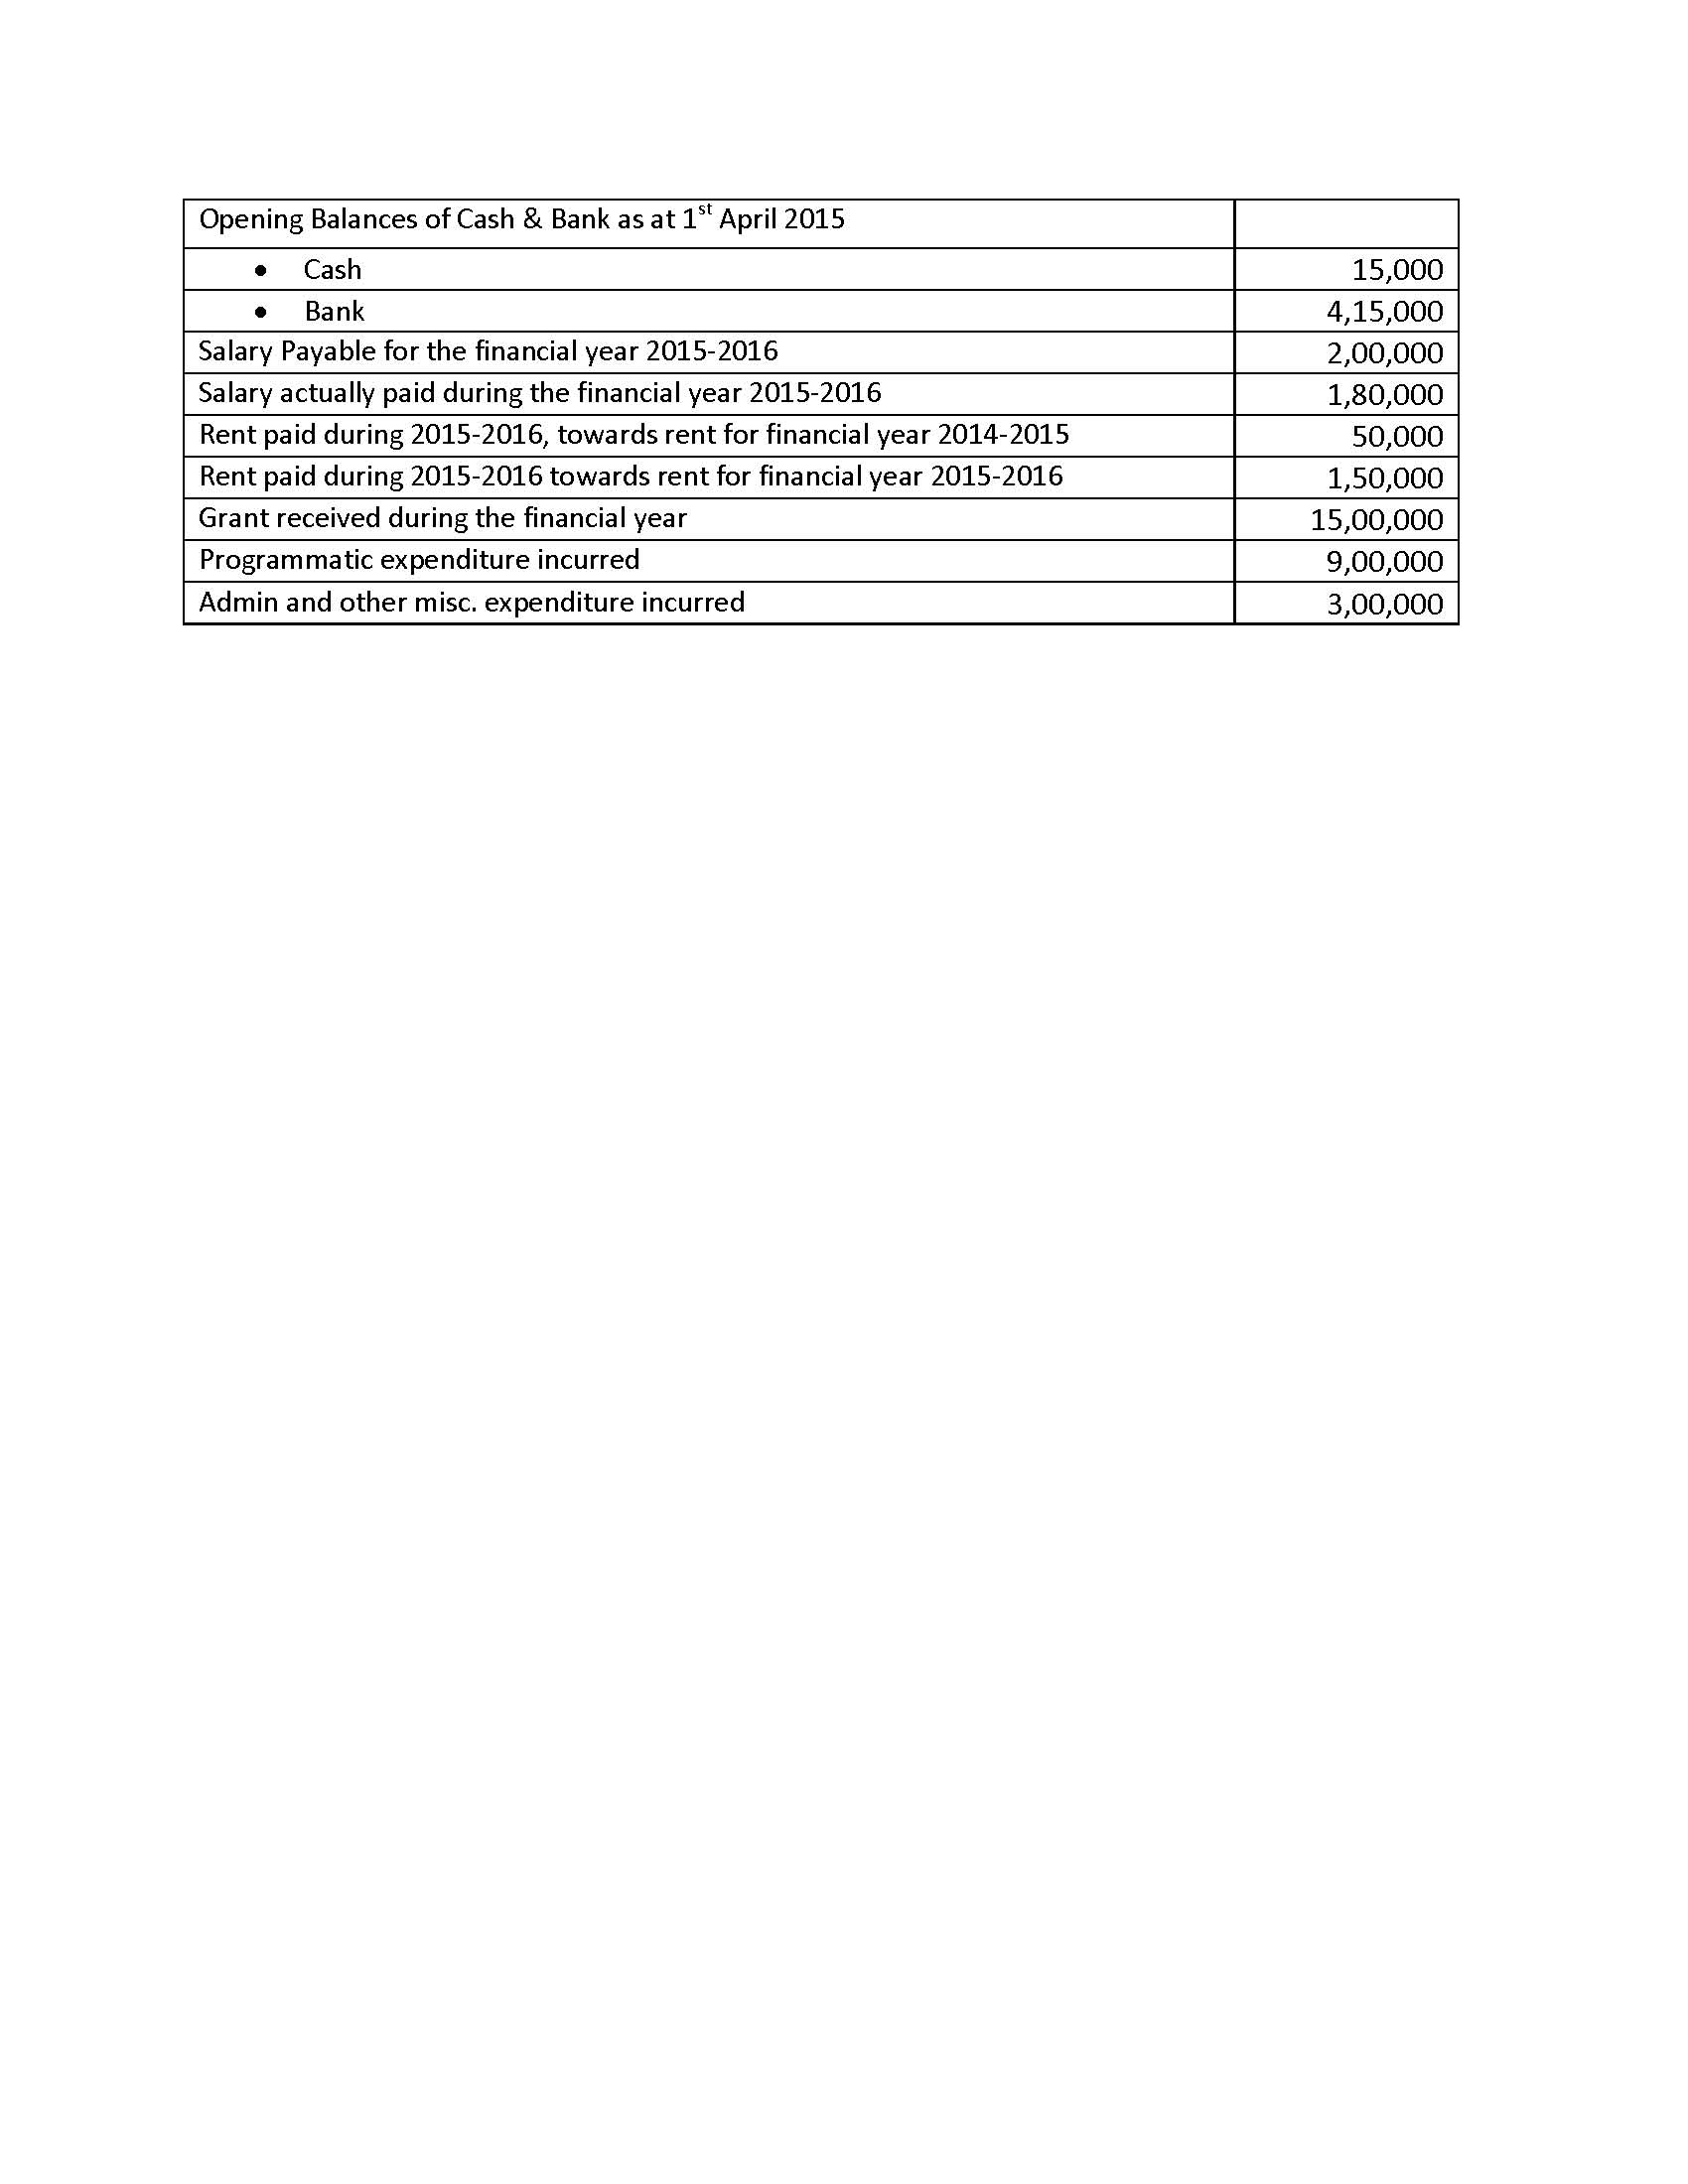 Opening Balances of Cash & Bank as at 1st April 2015
• Cash 15,000
• Bank 4,15,000
Salary Payable for the financial year 2015-2016 2,00,000
Salary actually paid during the financial year 2015-2016 1,80,000
Rent paid during 2015-2016, towards rent for financial year 2014-2015 50,000
Rent paid during 2015-2016 towards rent for financial year 2015-2016 1,50,000
Grant received during the financial year 15,00,000
Programmatic expenditure incurred 9,00,000
Admin and other misc. expenditure incurred 3,00,000